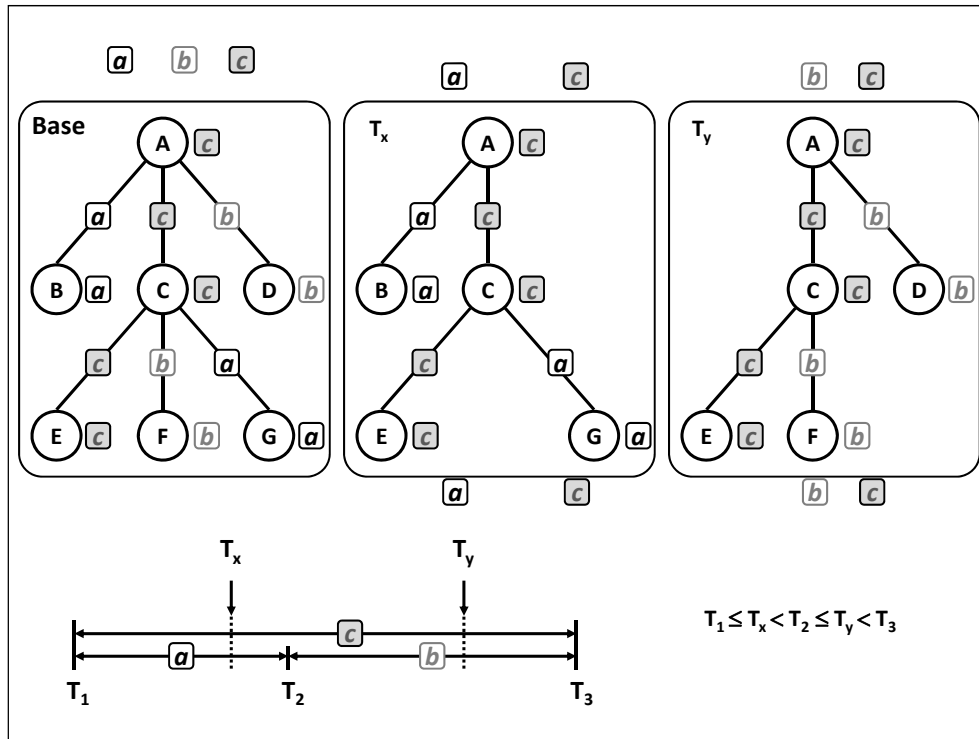 a b c
a c
b c
Base
A c
a c b
B a C c D b
c b a
E c F b G a
Tx
A c
a c
B a C c
c a
E c G a
a c
Ty
A c
c b
C c D b
c b
E c F b
b c
Tx Ty
c
a b
T1 T2 T3
T1 ≤ Tx < T2 ≤ Ty < T3